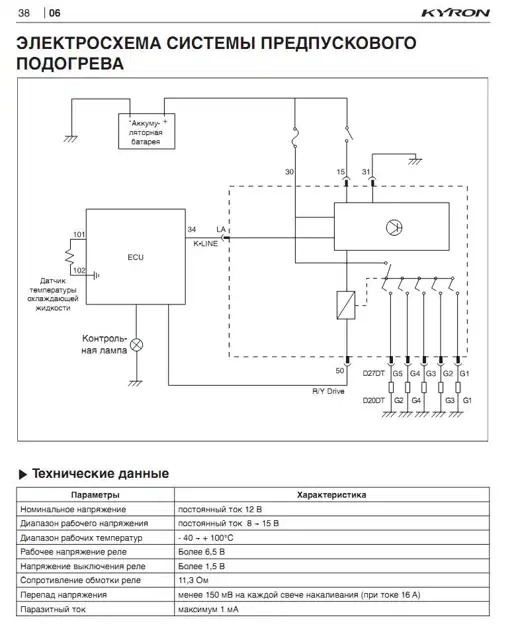 38 06 KYRON
ЭЛЕКТРОСХЕМА СИСТЕМЫ ПРЕДПУСКОВОГО
ПОДОГРЕВА
- Аккуму- +
ляторная
батарея
30 15 31
101 34 LA
K-LINE
ECU
102
Датчик
температуры
охлаждающей
жидкости
Контроль-
ная лампа
50 D27DT G5 G4 G3 G2 G1
R/Y Drive
D20DT G2 G4 G3 G1
Технические данные
Параметры Характеристика
Номинальное напряжение постоянный ток 12 В
Диапазон рабочего напряжения постоянный ток 8 ~ 15 В
Диапазон рабочих температур - 40 ~ + 100°C
Рабочее напряжение реле Более 6,5 В
Напряжение выключения реле Более 1,5 В
Сопротивление обмотки реле 11,3 Ом
Перепад напряжения менее 150 мВ на каждой свече накаливания (при токе 16 А)
Паразитный ток максимум 1 мА